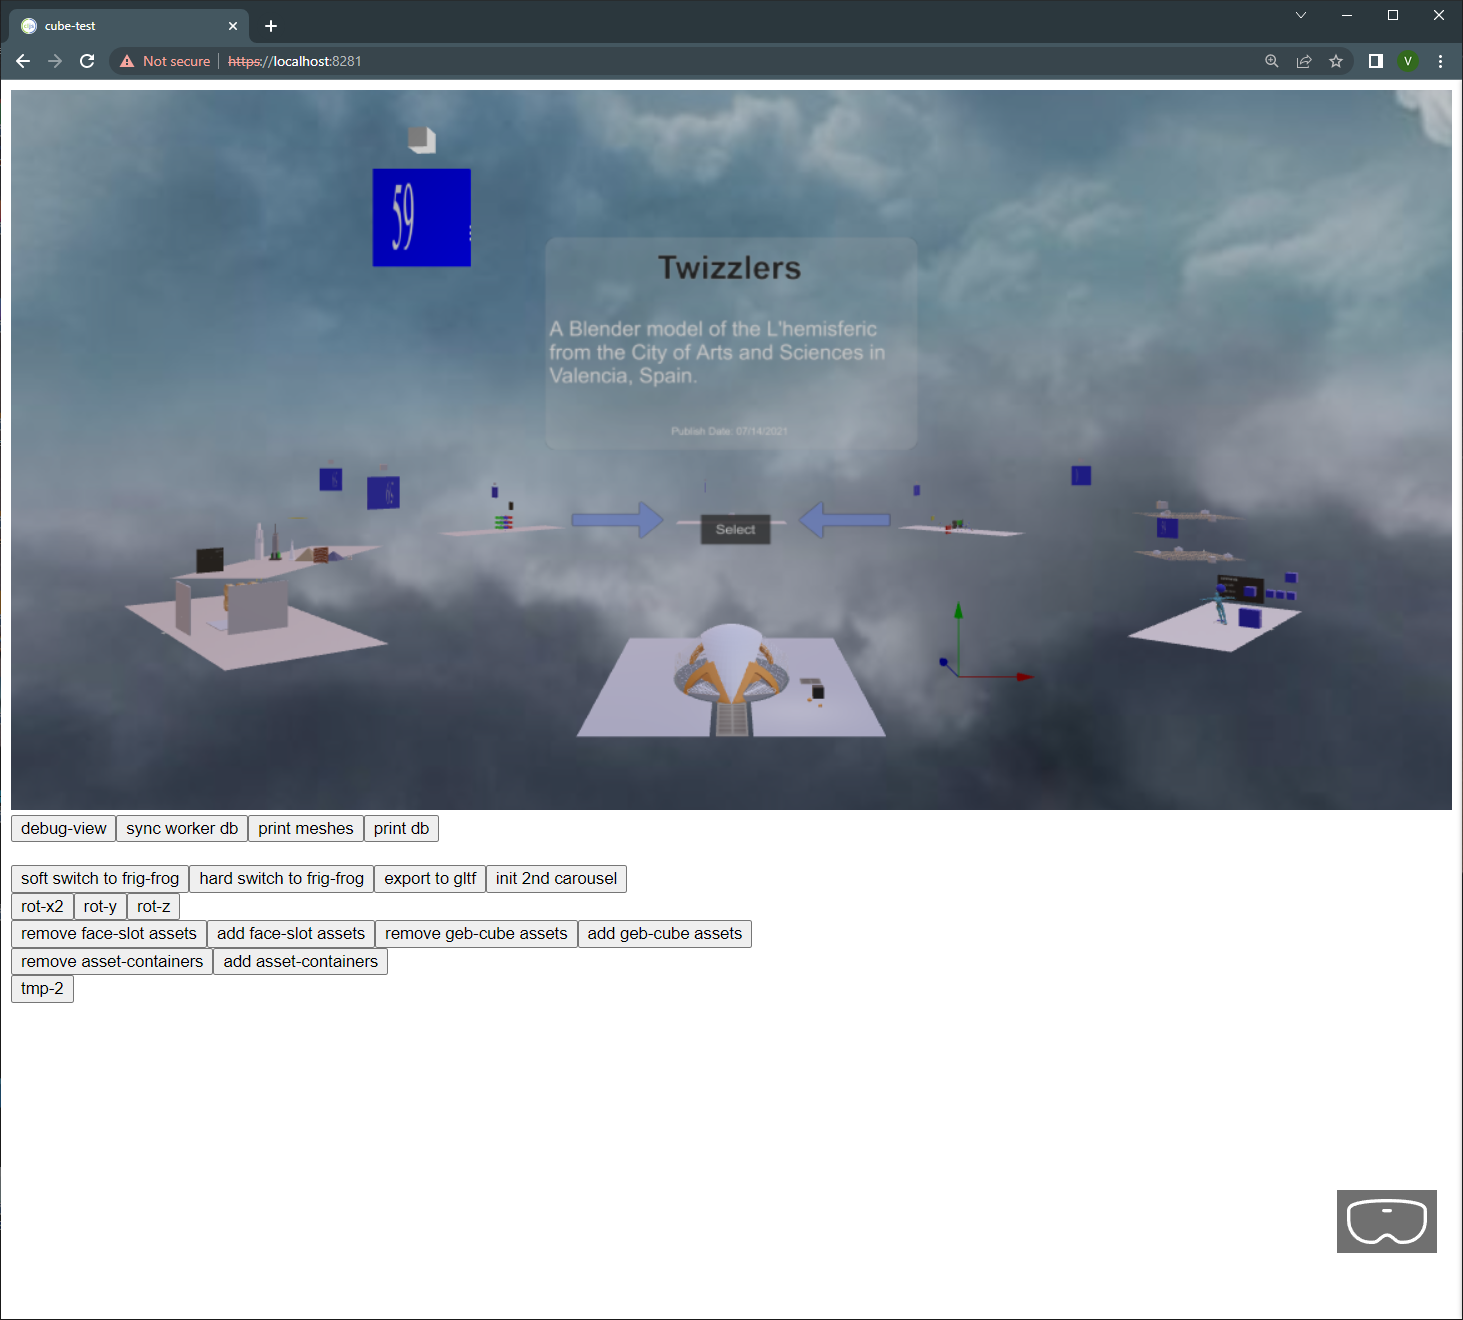 cube-test
Not secure https://localhost:8281
V
59
Twizzlers
A Blender model of the L'hemisferic
from the City of Arts and Sciences in
Valencia, Spain.
Publish Date: 07/14/2021
Select
debug-view sync worker db print meshes print db
soft switch to frig-frog hard switch to frig-frog export to gltf init 2nd carousel
rot-x2 rot-y rot-z
remove face-slot assets add face-slot assets remove geb-cube assets add geb-cube assets
remove asset-containers add asset-containers
tmp-2